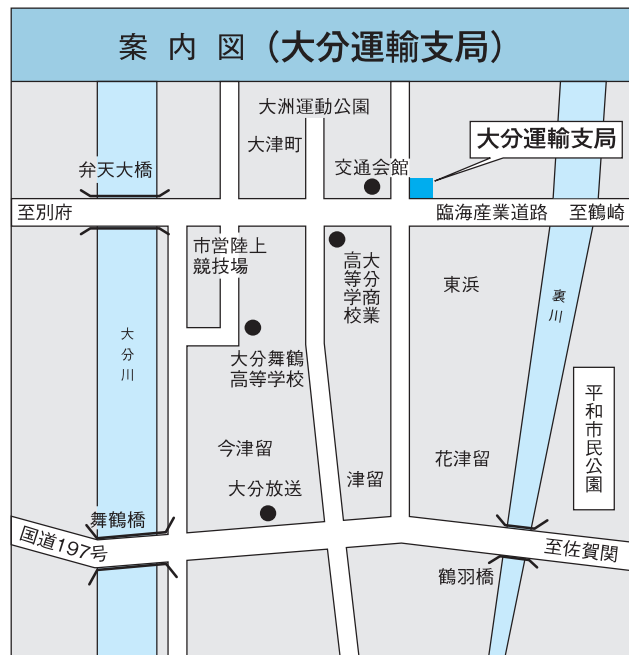 案内図（大分運輸支局）
大洲運動公園
大津町
大分運輸支局
弁天大橋
交通会館
至別府
臨海産業道路
至鶴崎
市営陸上
競技場
大分商業
高等学校
東浜
裏川
大分川
大分舞鶴
高等学校
平和市民公園
今津留
津留
花津留
大分放送
舞鶴橋
国道197号
至佐賀関
鶴羽橋